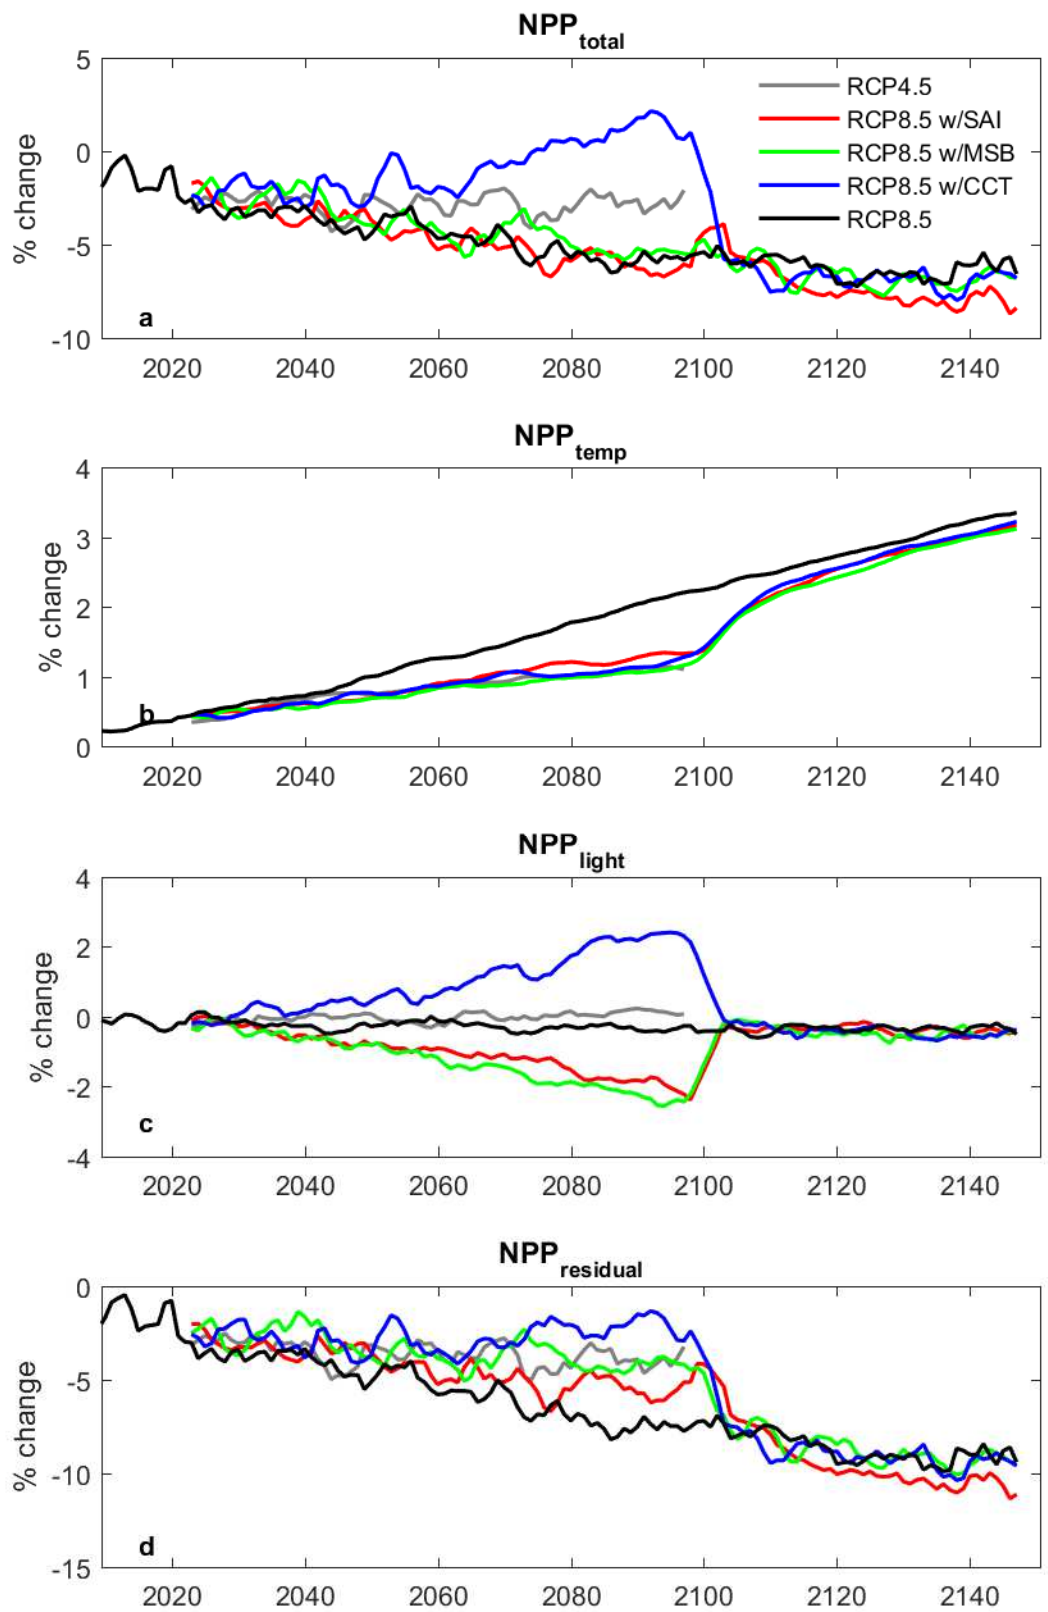 NPPtotal
5
0
-5
-10
% change
RCP4.5
RCP8.5 w/SAI
RCP8.5 w/MSB
RCP8.5 w/CCT
RCP8.5
a
2020 2040 2060 2080 2100 2120 2140
NPPtemp
4
3
2
1
0
% change
b
2020 2040 2060 2080 2100 2120 2140
NPPlight
4
2
0
-2
-4
% change
c
2020 2040 2060 2080 2100 2120 2140
NPPresidual
0
-5
-10
-15
% change
d
2020 2040 2060 2080 2100 2120 2140